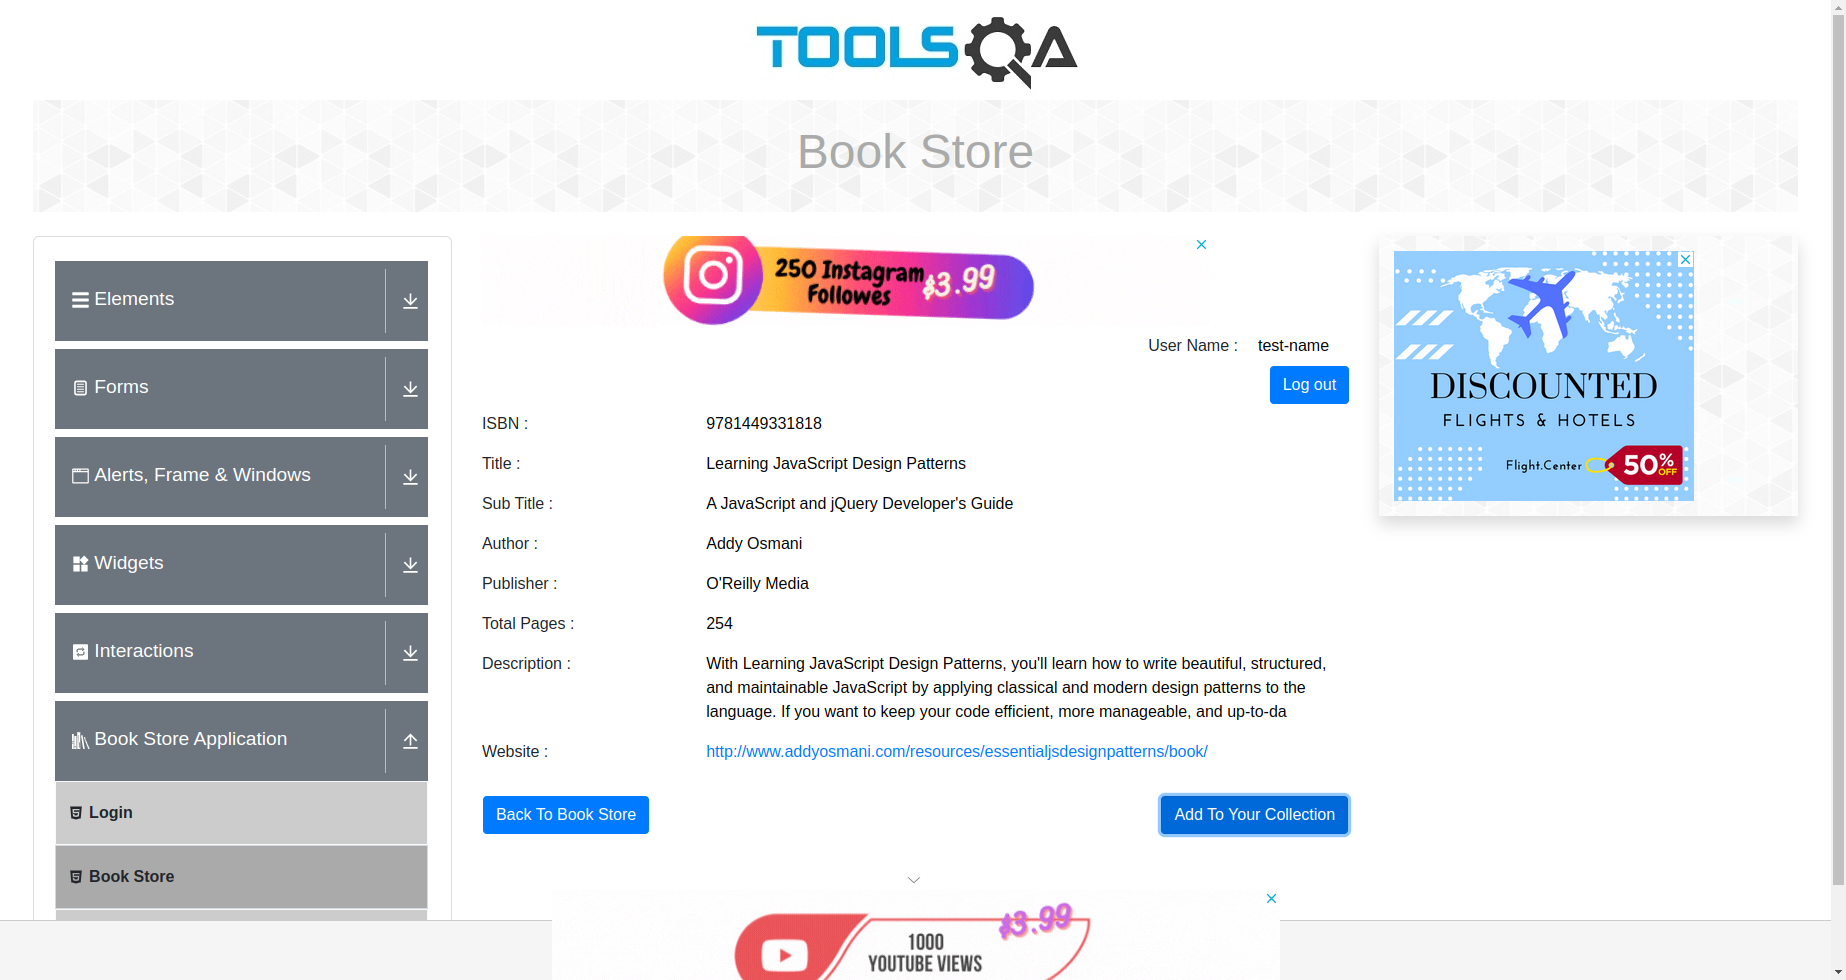 TOOLSQA
Book Store
Elements
Forms
Alerts, Frame & Windows
Widgets
Interactions
Book Store Application
Login
Book Store
250 Instagram
Followes
$3.99
User Name : test-name
Log out
ISBN : 9781449331818
Title : Learning JavaScript Design Patterns
Sub Title : A JavaScript and jQuery Developer's Guide
Author : Addy Osmani
Publisher : O'Reilly Media
Total Pages : 254
Description : With Learning JavaScript Design Patterns, you'll learn how to write beautiful, structured,
and maintainable JavaScript by applying classical and modern design patterns to the
language. If you want to keep your code efficient, more manageable, and up-to-da
Website : http://www.addyosmani.com/resources/essentialjsdesignpatterns/book/
Back To Book Store
Add To Your Collection
DISCOUNTED
FLIGHTS & HOTELS
Flight.Center
50% OFF
$3.99
1000
YOUTUBE VIEWS